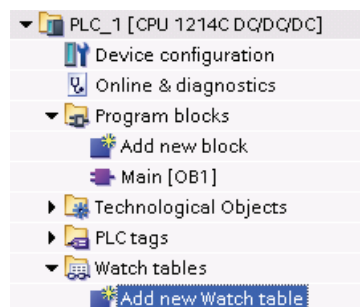 PLC_1 [CPU 1214C DC/DC/DC]
Device configuration
Online & diagnostics
Program blocks
Add new block
Main [OB1]
Technological Objects
PLC tags
Watch tables
Add new Watch table